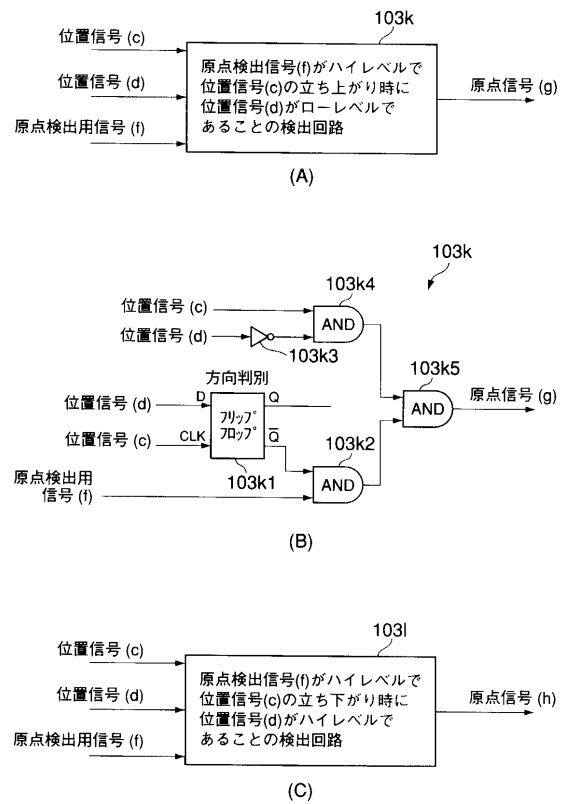 103k
位置信号 (c)
位置信号 (d)
原点検出用信号 (f)
原点検出信号(f)がハイレベルで
位置信号(c)の立ち上がり時に
位置信号(d)がローレベルで
あることの検出回路
原点信号 (g)
(A)
103k
103k4
位置信号 (c)
AND
位置信号 (d)
103k3
103k5
方向判別
AND
原点信号 (g)
位置信号 (d)
D
Q
フリップ
フロップ
位置信号 (c)
CLK
Q
103k2
103k1
AND
原点検出用
信号 (f)
(B)
103l
位置信号 (c)
位置信号 (d)
原点検出用信号 (f)
原点検出信号(f)がハイレベルで
位置信号(c)の立ち下がり時に
位置信号(d)がハイレベルで
あることの検出回路
原点信号 (h)
(C)